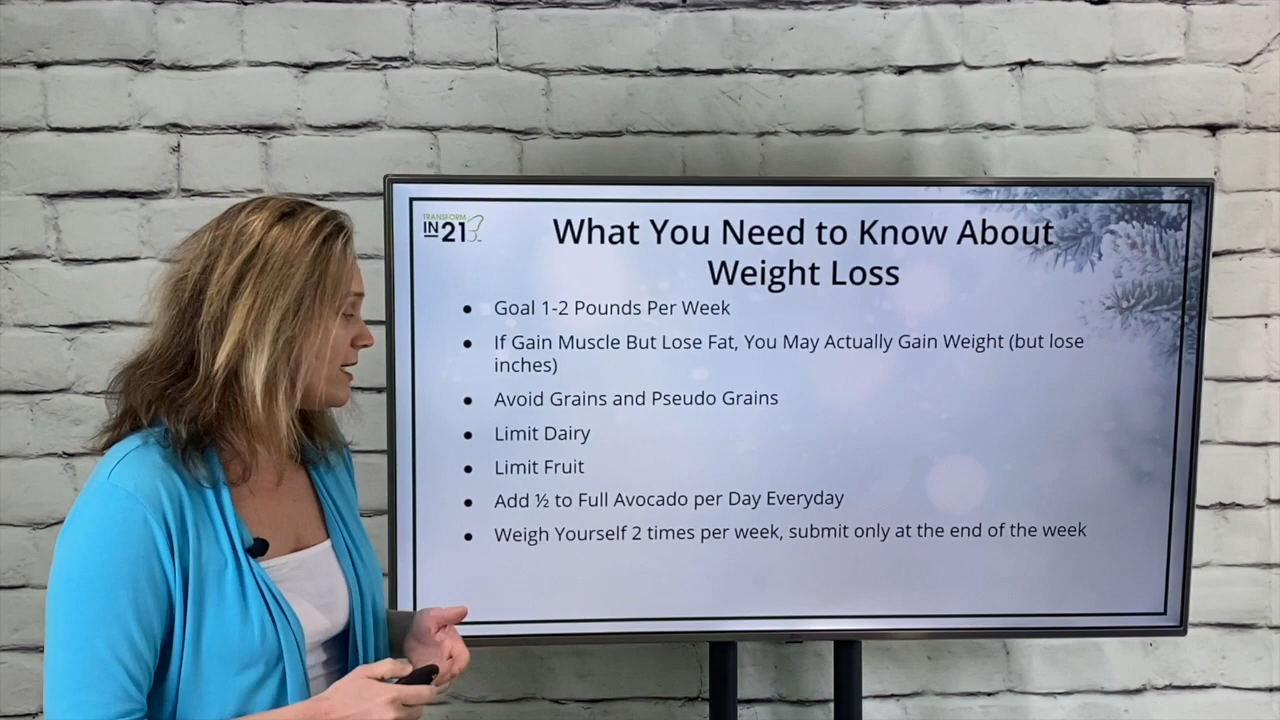 TRANSFORM
IN 21
What You Need to Know About
Weight Loss
● Goal 1-2 Pounds Per Week
● If Gain Muscle But Lose Fat, You May Actually Gain Weight (but lose
inches)
● Avoid Grains and Pseudo Grains
● Limit Dairy
● Limit Fruit
● Add ½ to Full Avocado per Day Everyday
● Weigh Yourself 2 times per week, submit only at the end of the week